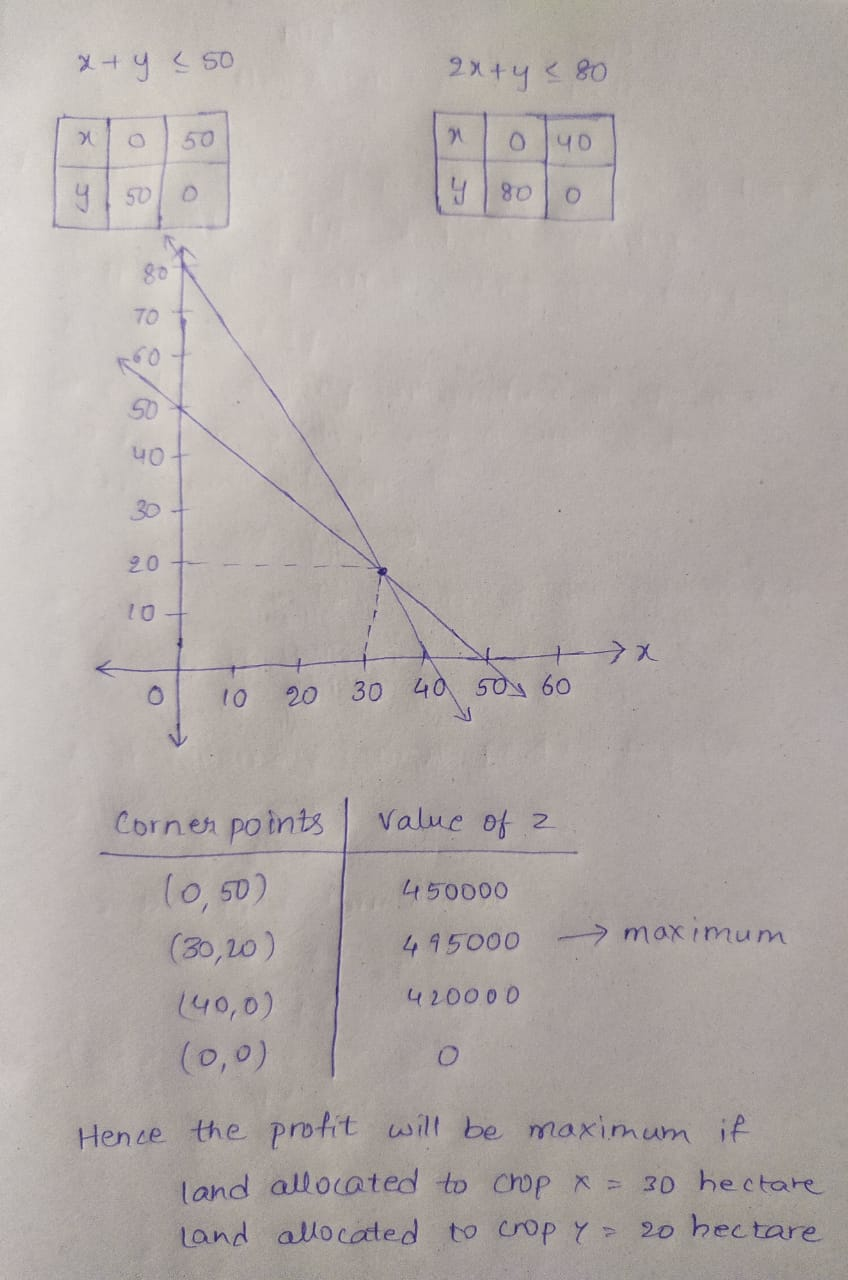 x + y ≤ 50 2x + y ≤ 80
x 0 50 x 0 40
y 50 0 y 80 0
80
70
60
50
40
30
20
10
x
0 10 20 30 40 50 60
Corner points Value of z
(0,50) 450000
(30,20) 495000 → maximum
(40,0) 420000
(0,0) 0
Hence the profit will be maximum if
land allocated to crop x = 30 hectare
land allocated to crop y = 20 hectare